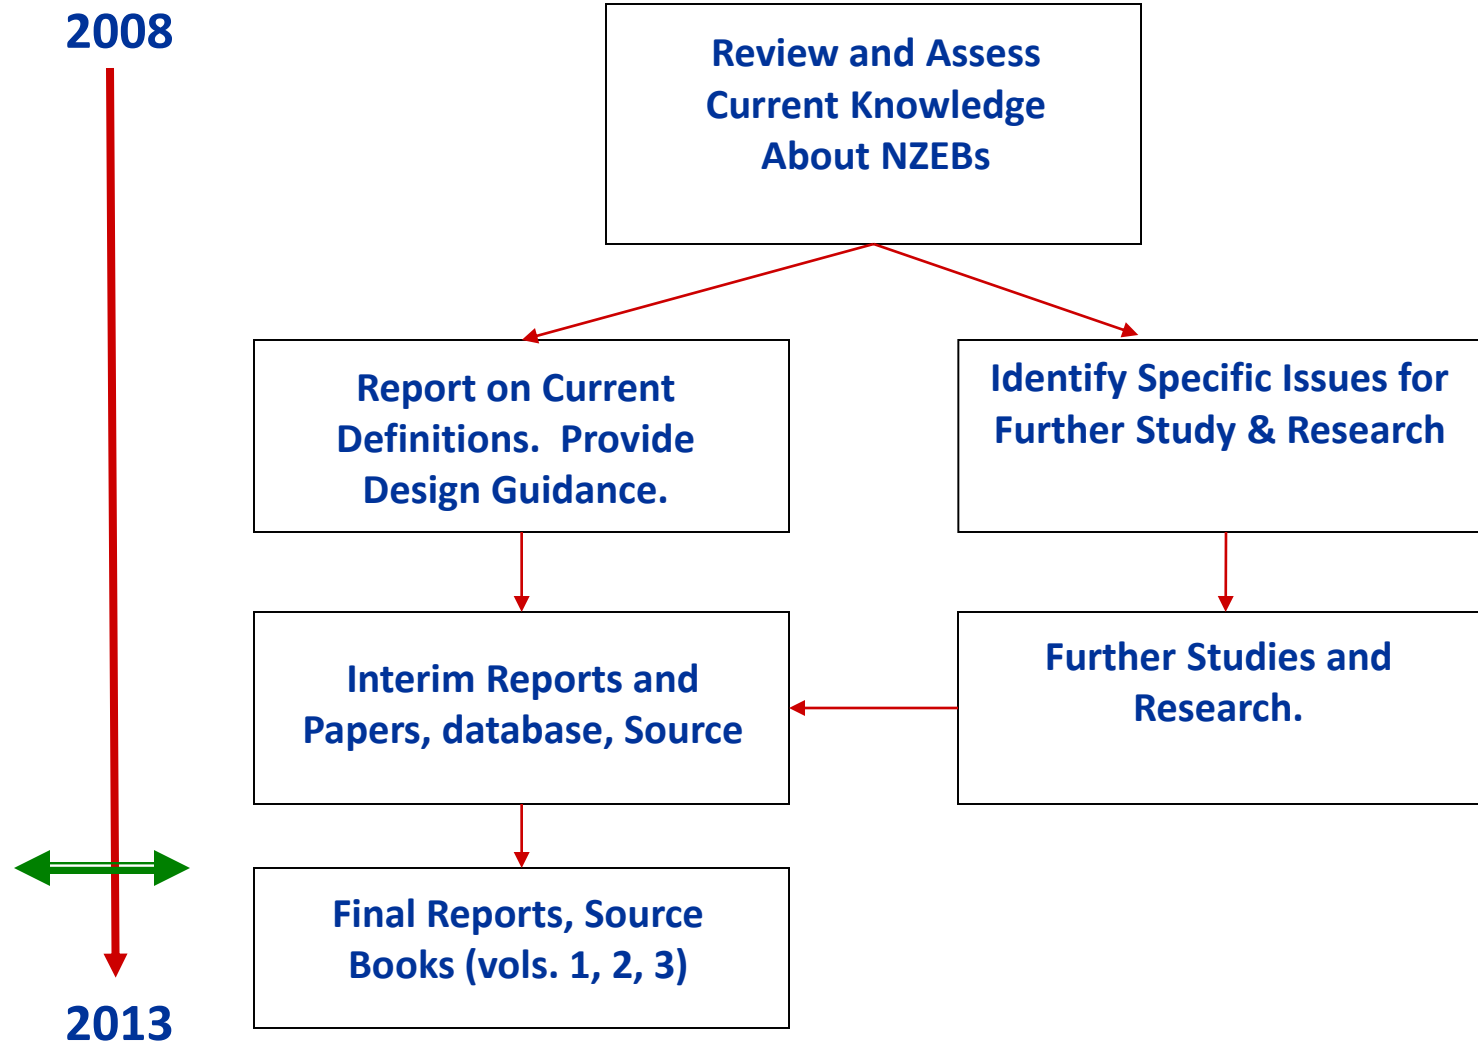 2008
Review and Assess
Current Knowledge
About NZEBs
Report on Current
Definitions.  Provide
Design Guidance.
Identify Specific Issues for
Further Study & Research
Interim Reports and
Papers, database, Source
Further Studies and
Research.
Final Reports, Source
Books (vols. 1, 2, 3)
2013